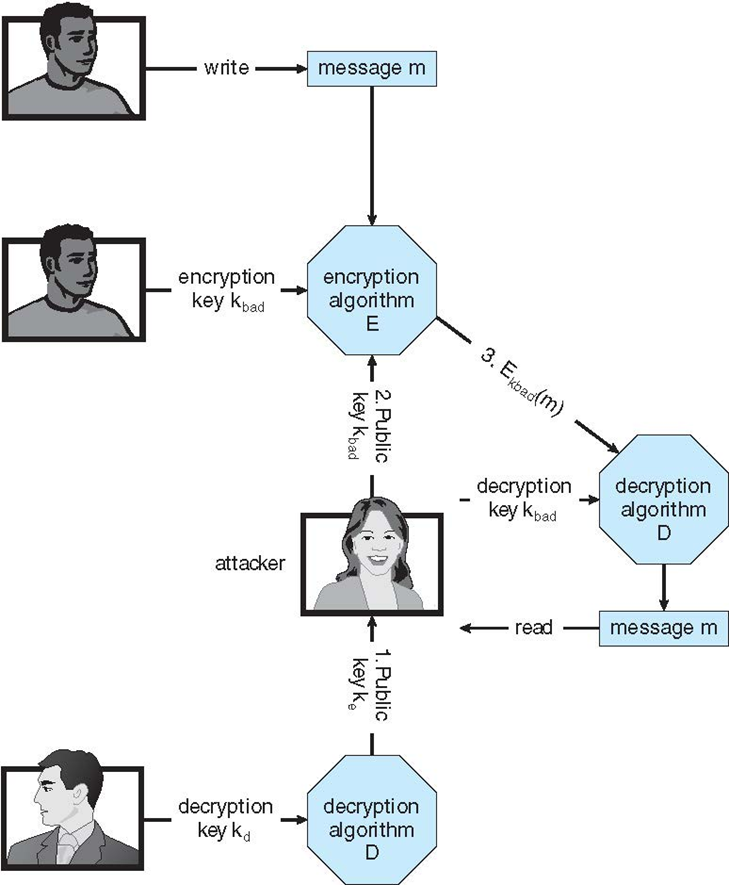 write
message m
encryption
key kbad
encryption
algorithm
E
3. Ekbad(m)
2.Public
key kbad
decryption
key kbad
decryption
algorithm
D
attacker
read
message m
1.Public
key ke
decryption
key kd
decryption
algorithm
D